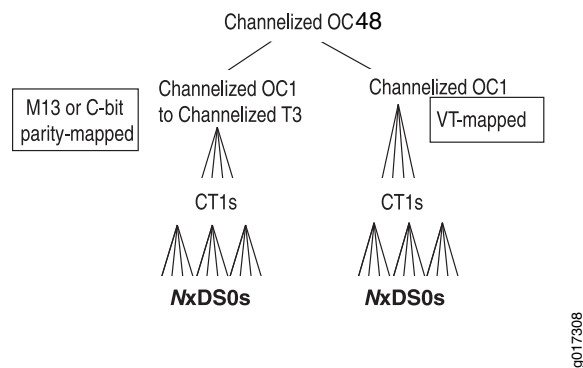 Channelized OC48
Channelized OC1
to Channelized T3
M13 or C-bit
parity-mapped
Channelized OC1
VT-mapped
CT1s
CT1s
NxDS0s
NxDS0s
g017308